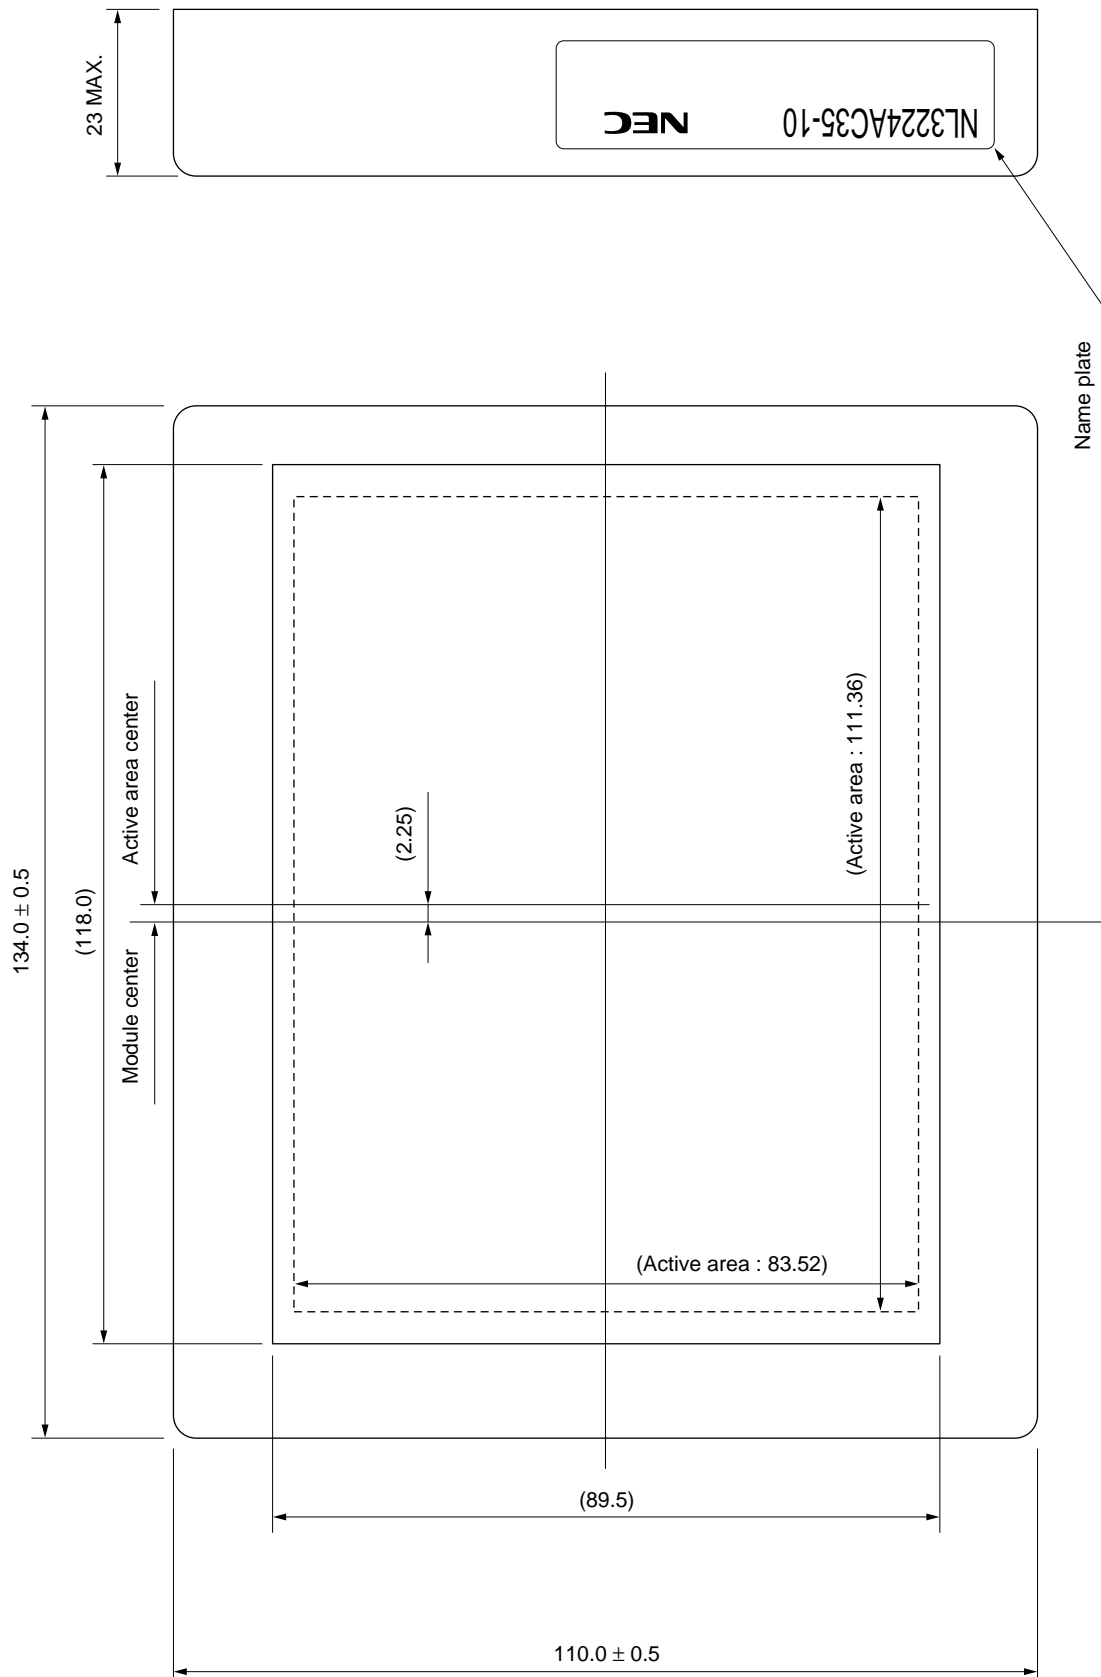 23 MAX.
NEC
NL3224AC35-10
Name plate
134.0 ± 0.5
(118.0)
Active area center
Module center
(2.25)
(Active area : 111.36)
(Active area : 83.52)
(89.5)
110.0 ± 0.5